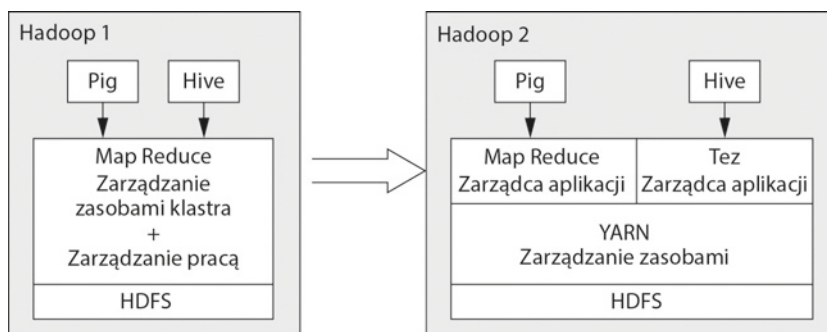 Hadoop 1
Pig
Hive
Map Reduce
Zarządzanie
zasobami klastra
+
Zarządzanie pracą
HDFS
Hadoop 2
Pig
Hive
Map Reduce
Zarządca aplikacji
Tez
Zarządca aplikacji
YARN
Zarządzanie zasobami
HDFS